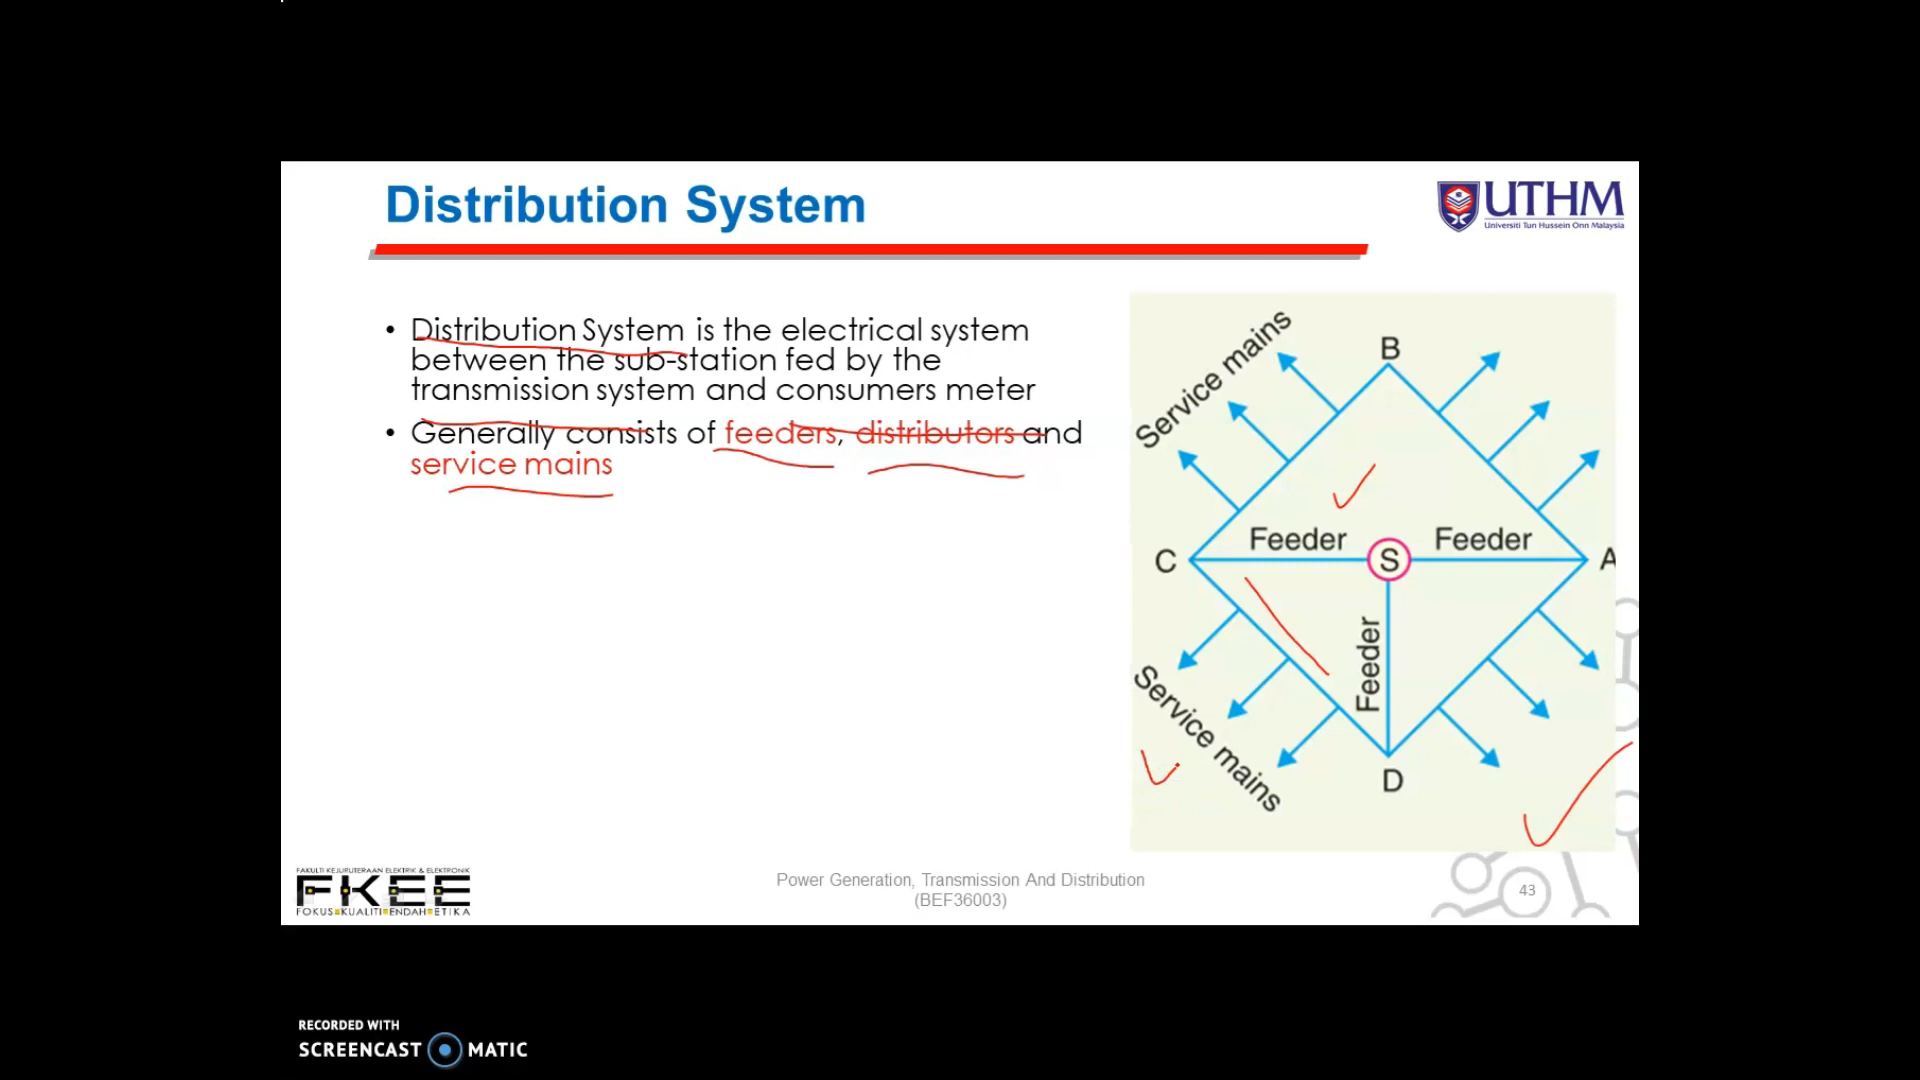 Distribution System
UTHM
Universiti Tun Hussein Onn Malaysia
• Distribution System is the electrical system
between the sub-station fed by the
transmission system and consumers meter
• Generally consists of feeders, distributors and
service mains
Service mains
B
Feeder
Feeder
C
S
A
Feeder
Service mains
D
FAKULTI KEJURUTERAAN ELEKTRIK & ELEKTRONIK
FKEE
FOKUS KUALITI ENDAH ETIKA
Power Generation, Transmission And Distribution
(BEF36003)
43
RECORDED WITH
SCREENCAST MATIC